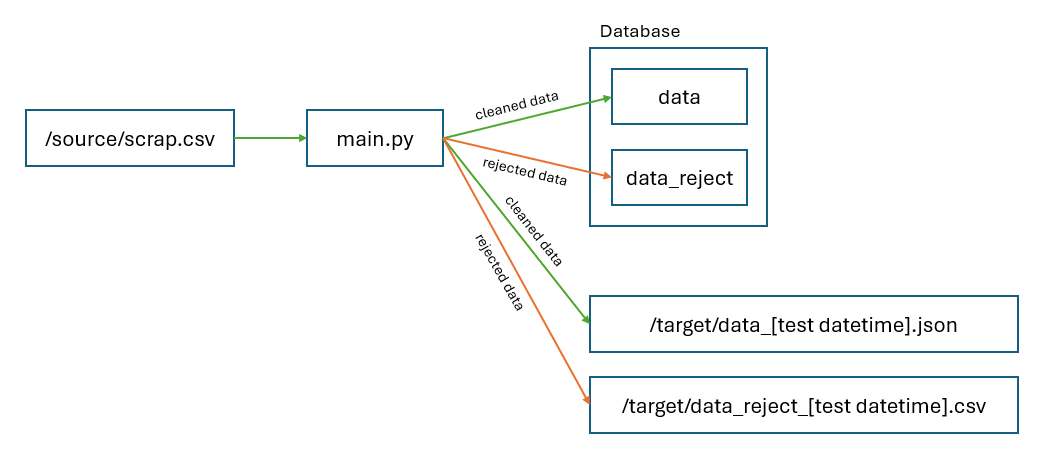 Database
/source/scrap.csv
main.py
cleaned data
data
rejected data
data_reject
cleaned data
rejected data
/target/data_[test datetime].json
/target/data_reject_[test datetime].csv